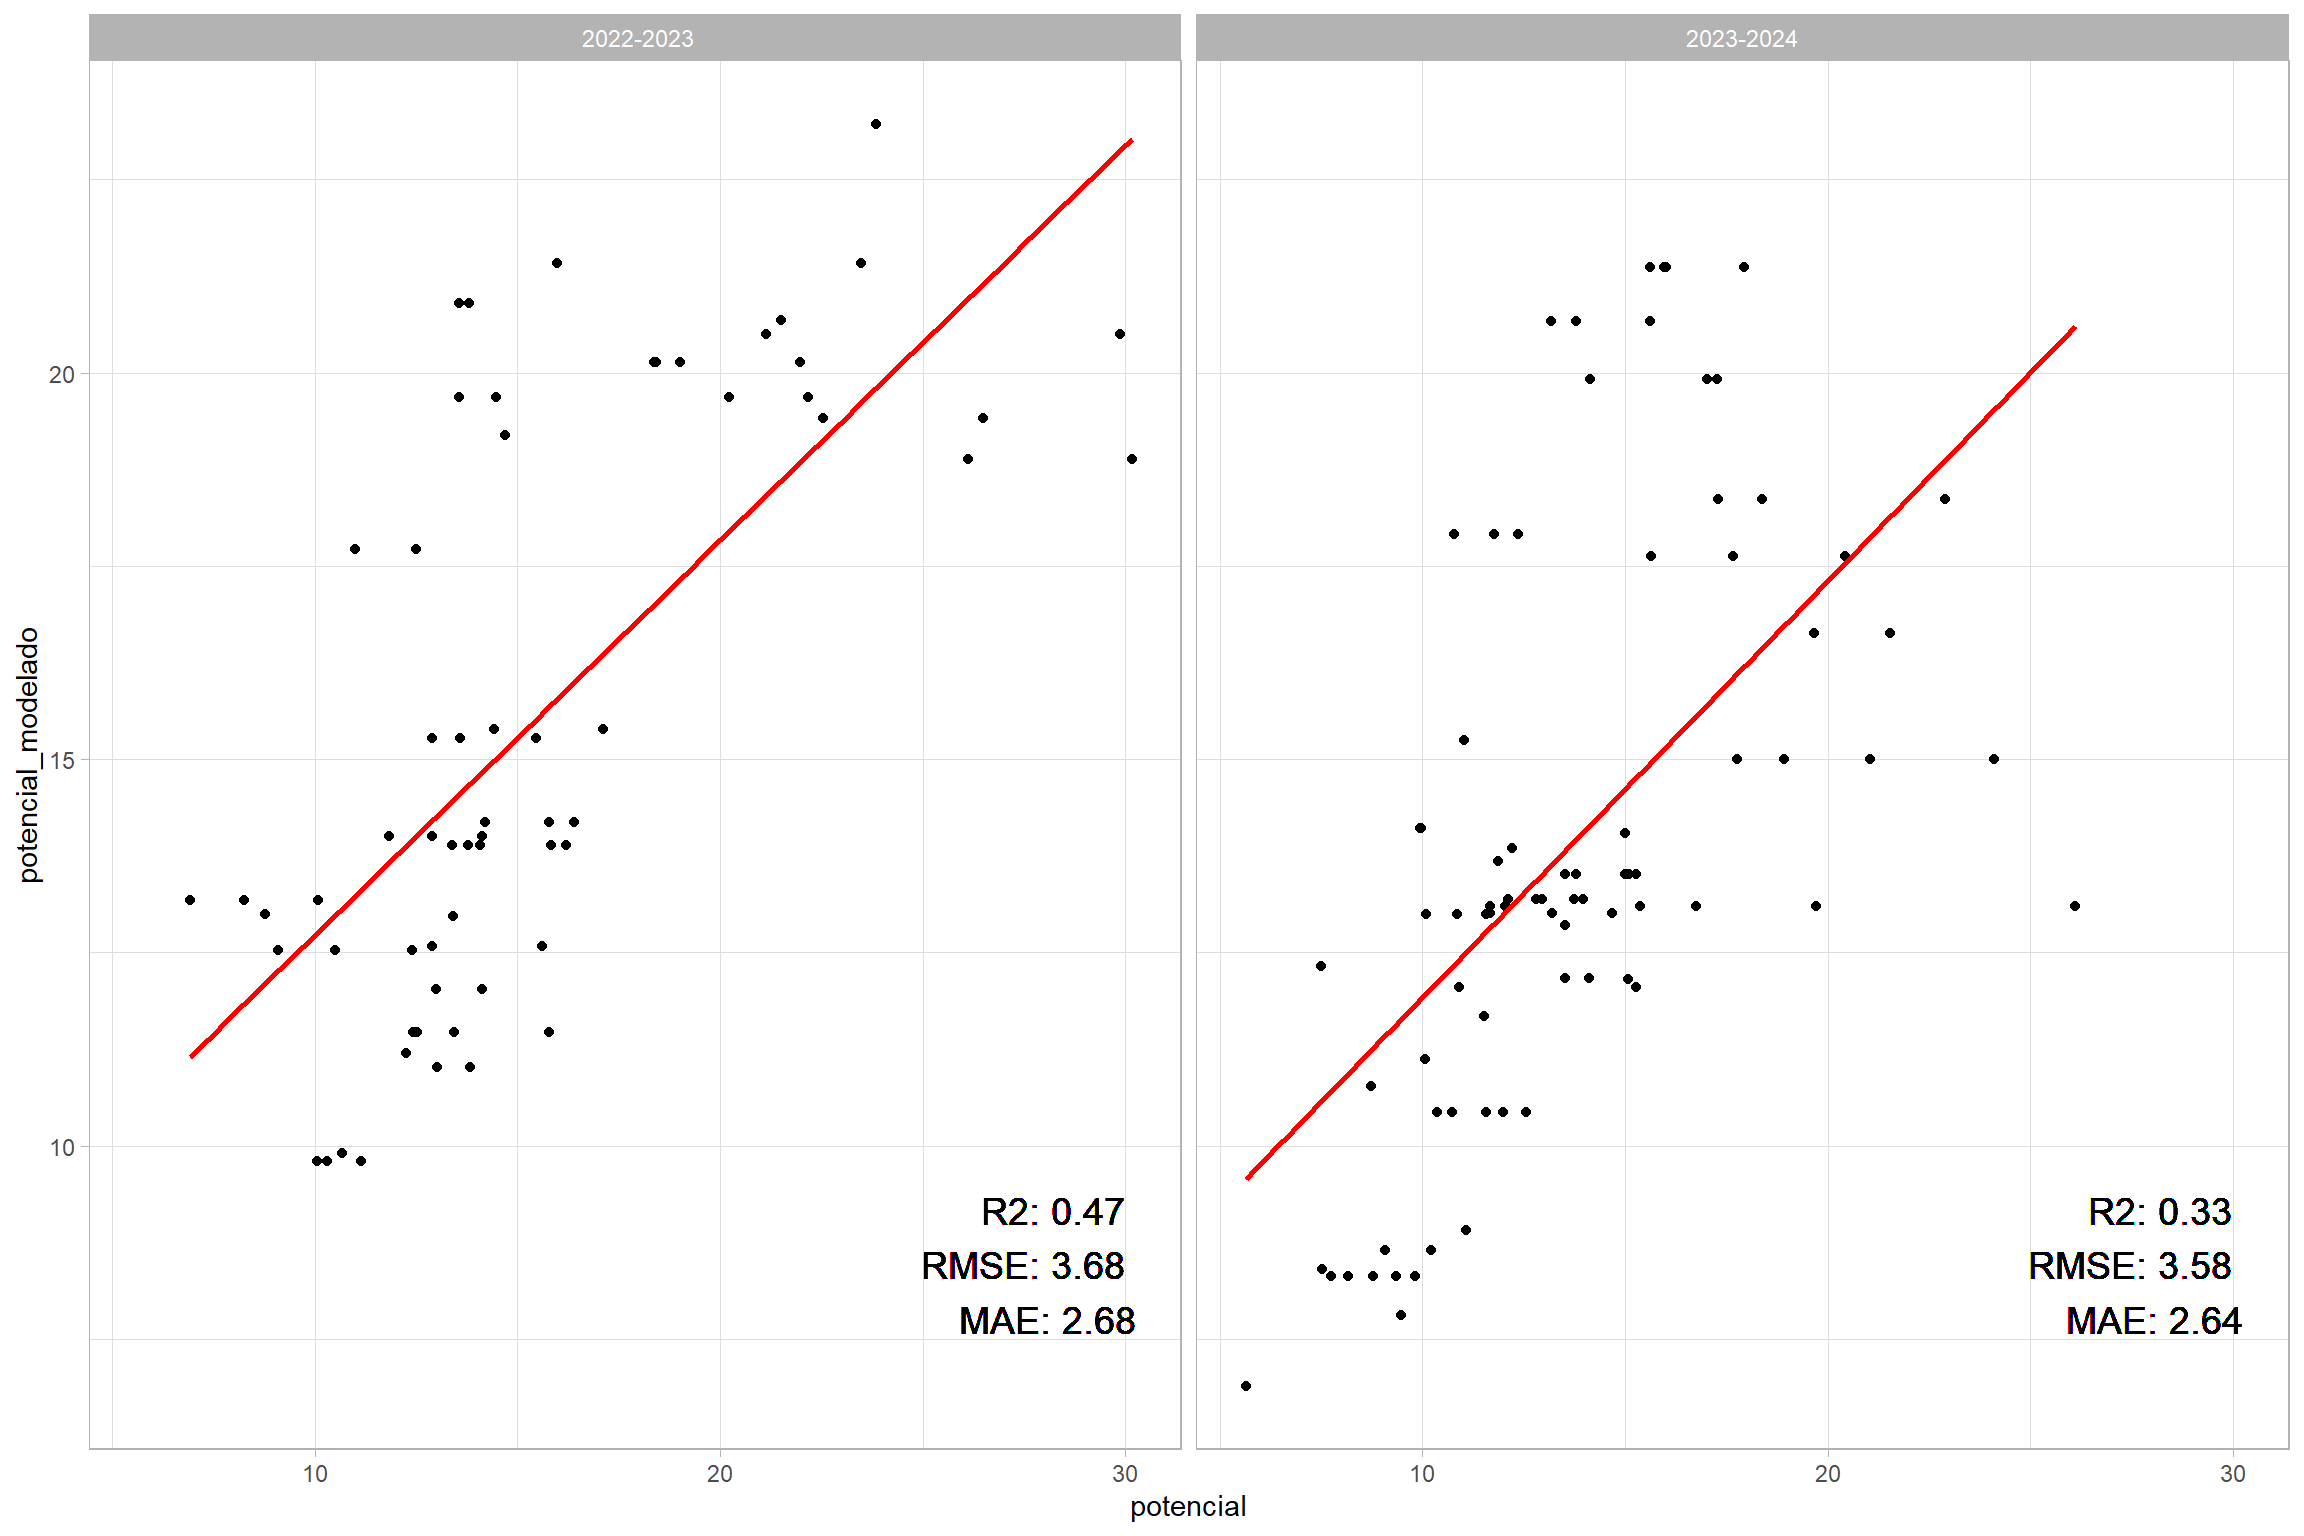 2022-2023
2023-2024
potencial_modelado
20
15
10
R2: 0.47
RMSE: 3.68
MAE: 2.68
R2: 0.33
RMSE: 3.58
MAE: 2.64
10
20
30
10
20
30
potencial